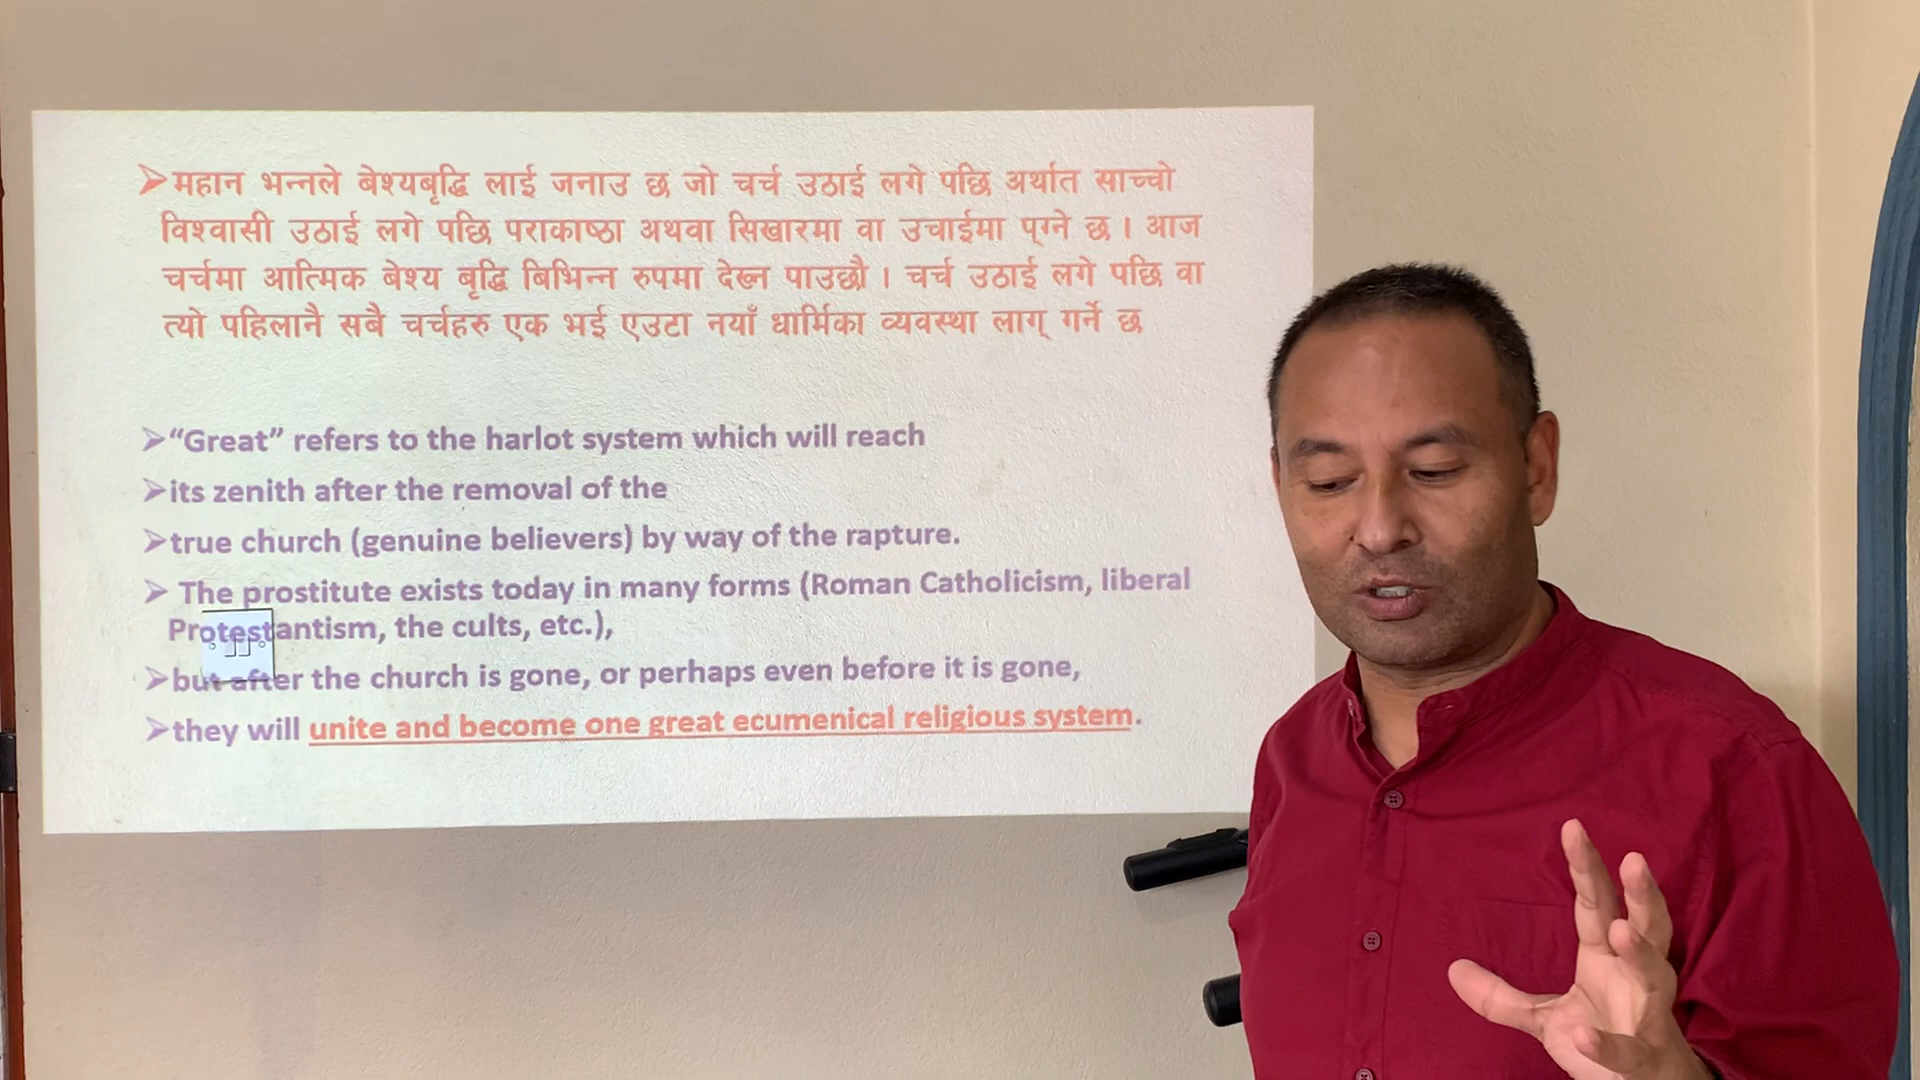 ➢महान भन्नले बेश्यबृद्धि लाई जनाउ छ जो चर्च उठाई लगे पछि अर्थात साच्चो
विश्वासी उठाई लगे पछि पराकाष्ठा अथवा सिखारमा वा उचाईमा प्ग्ने छ । आज
चर्चमा आत्मिक बेश्य बृद्धि बिभिन्न रुपमा देख्न पाउछौ । चर्च उठाई लगे पछि वा
त्यो पहिलानै सबै चर्चहरु एक भई एउटा नयाँ धार्मिका व्यवस्था लाग् गर्ने छ
➢“Great” refers to the harlot system which will reach
➢its zenith after the removal of the
➢true church (genuine believers) by way of the rapture.
➢ The prostitute exists today in many forms (Roman Catholicism, liberal
Protestantism, the cults, etc.),
➢but after the church is gone, or perhaps even before it is gone,
➢they will unite and become one great ecumenical religious system.